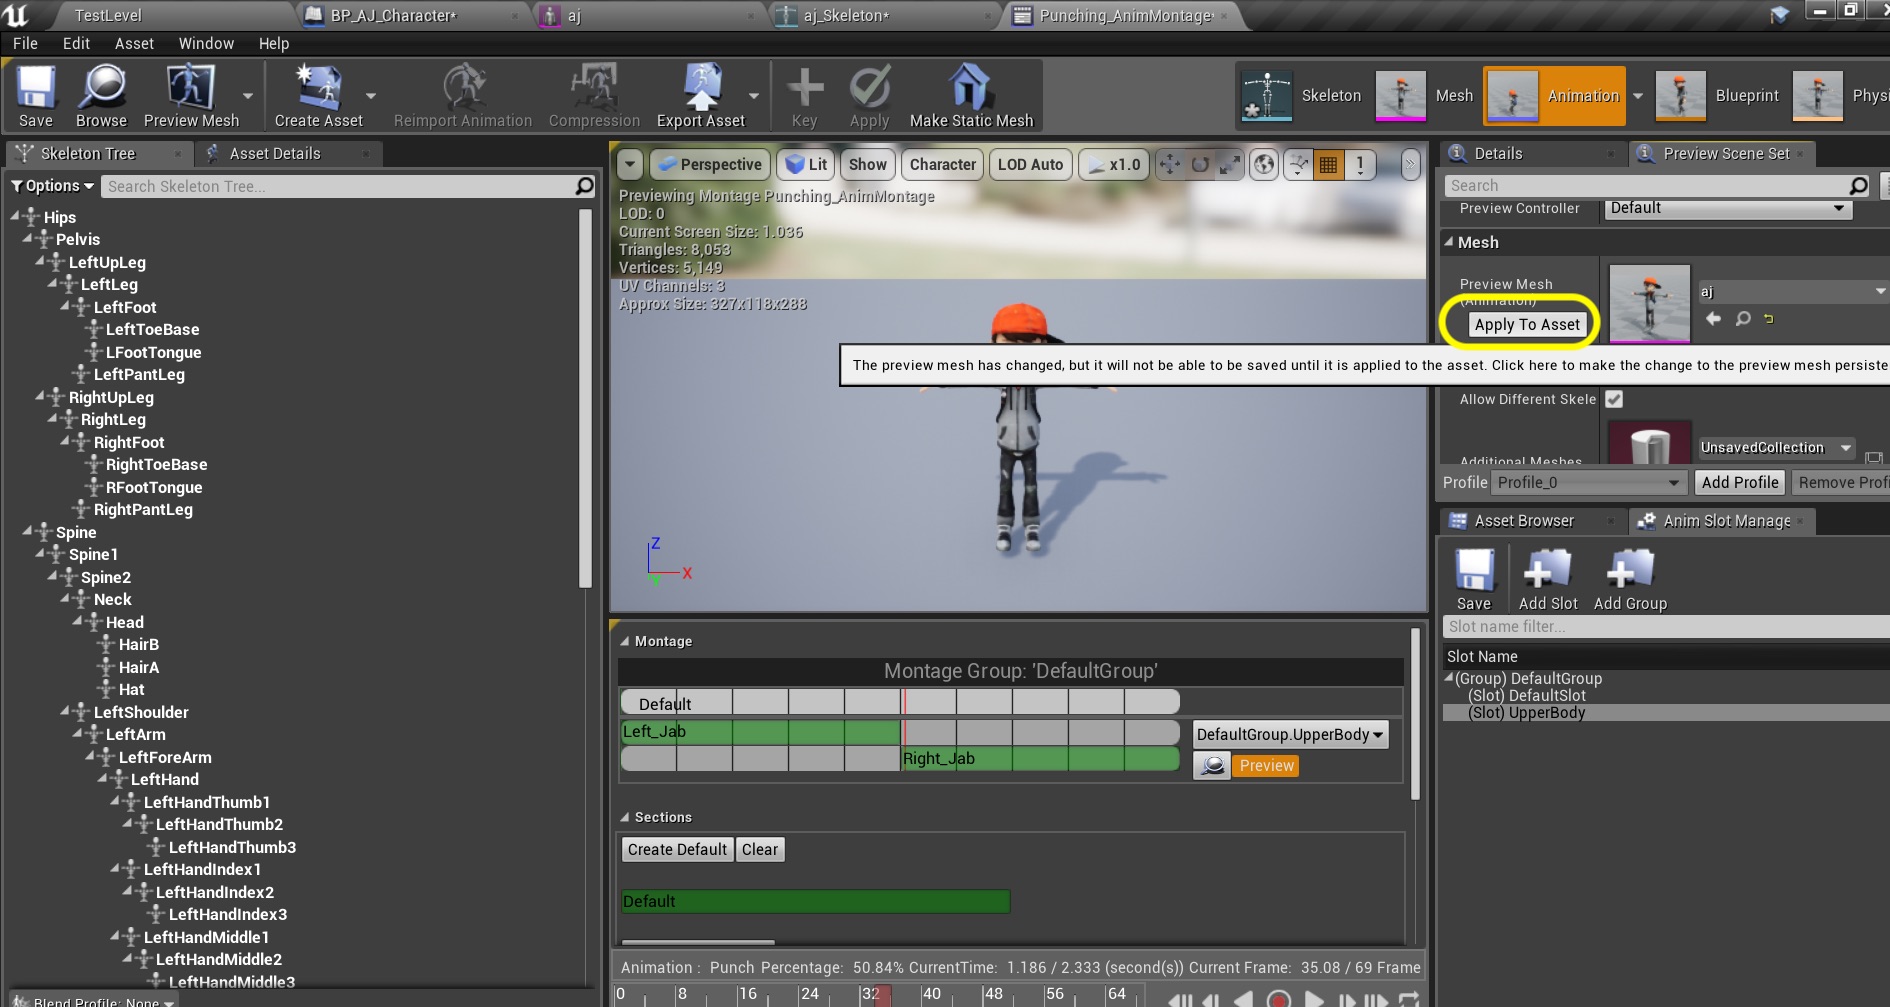 TestLevel
BP_AJ_Character*
aj
aj_Skeleton*
Punching_AnimMontage
File Edit Asset Window Help
Save
Browse
Preview Mesh
Create Asset
Reimport Animation
Compression
Export Asset
Key
Apply
Make Static Mesh
Skeleton
Mesh
Animation
Blueprint
Physi
Skeleton Tree
Asset Details
Options
Search Skeleton Tree...
Hips
Pelvis
LeftUpLeg
LeftLeg
LeftFoot
LeftToeBase
LFootTongue
LeftPantLeg
RightUpLeg
RightLeg
RightFoot
RightToeBase
RFootTongue
RightPantLeg
Spine
Spine1
Spine2
Neck
Head
HairB
HairA
Hat
LeftShoulder
LeftArm
LeftForeArm
LeftHand
LeftHandThumb1
LeftHandThumb2
LeftHandThumb3
LeftHandIndex1
LeftHandIndex2
LeftHandIndex3
LeftHandMiddle1
LeftHandMiddle2
LeftHandMiddle3
Blend Profile: None
Perspective
Lit
Show
Character
LOD Auto
x1.0
1
Previewing Montage Punching_AnimMontage
LOD: 0
Current Screen Size: 1.036
Triangles: 8,053
Vertices: 5,149
UV Channels: 3
Approx Size: 327x118x288
Z
X
Y
Montage
Montage Group: 'DefaultGroup'
Default
Left_Jab
Right_Jab
DefaultGroup.UpperBody
Preview
Sections
Create Default
Clear
Default
Animation : Punch Percentage: 50.84% CurrentTime: 1.186 / 2.333 (second(s)) Current Frame: 35.08 / 69 Frame
0 8 16 24 32 40 48 56 64
Details
Preview Scene Set
Search
Preview Controller
Default
Mesh
Preview Mesh
(Animation)
Apply To Asset
aj
The preview mesh has changed, but it will not be able to be saved until it is applied to the asset. Click here to make the change to the preview mesh persiste
Allow Different Skele
Additional Meshes
UnsavedCollection
Profile
Profile_0
Add Profile
Remove Profi
Asset Browser
Anim Slot Manage
Save
Add Slot
Add Group
Slot name filter...
Slot Name
(Group) DefaultGroup
(Slot) DefaultSlot
(Slot) UpperBody